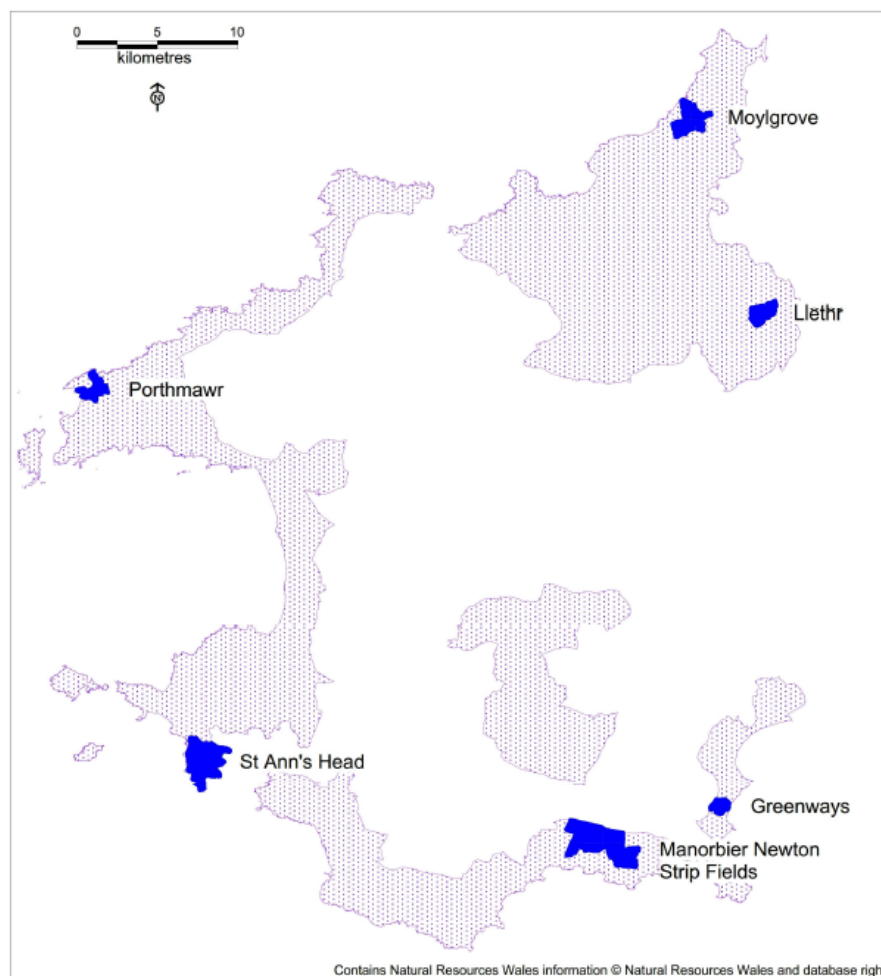 0 5 10
kilometres
N
Moylgrove
Llethr
Porthmawr
St Ann's Head
Greenways
Manorbier Newton
Strip Fields
Contains Natural Resources Wales information © Natural Resources Wales and database righ